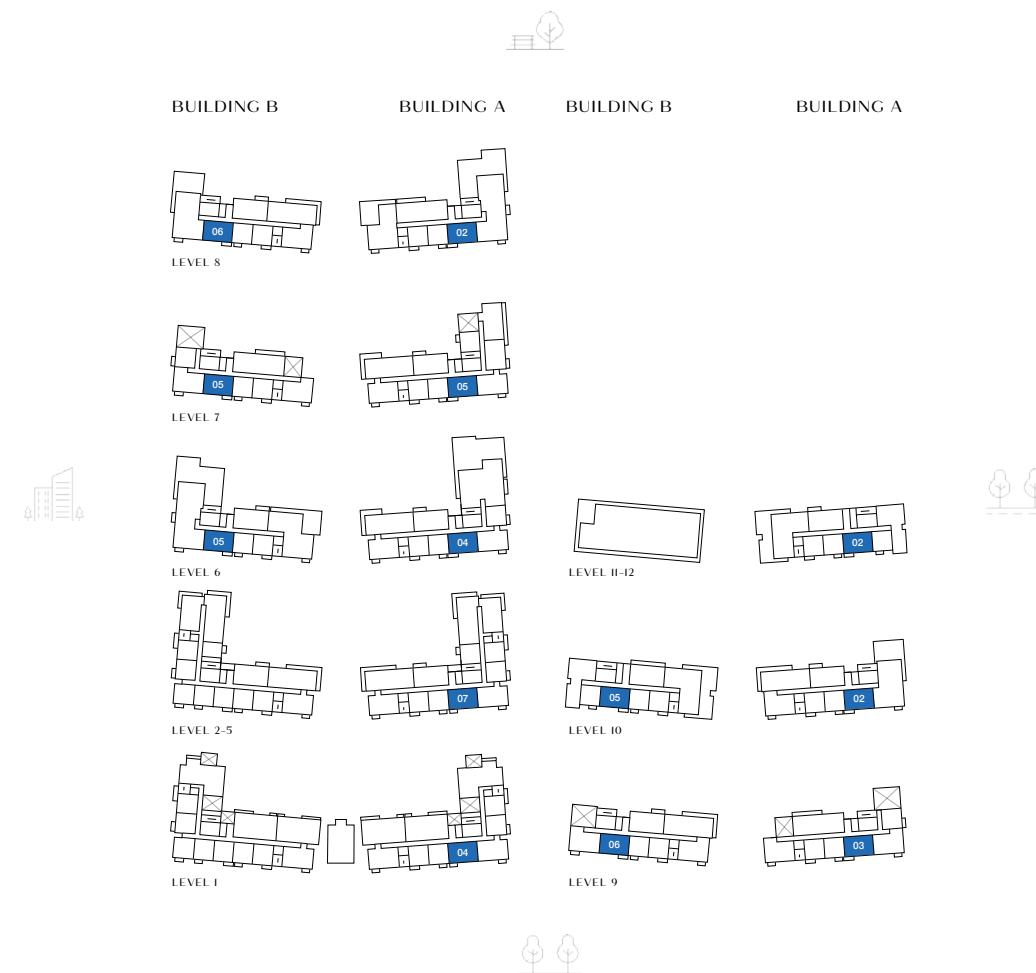 BUILDING B BUILDING A BUILDING B BUILDING A
06 02
LEVEL 8
05 05
LEVEL 7
05 04 02
LEVEL 6 LEVEL 11-12
07 05 02
LEVEL 2-5 LEVEL 10
04 06 03
LEVEL 1 LEVEL 9